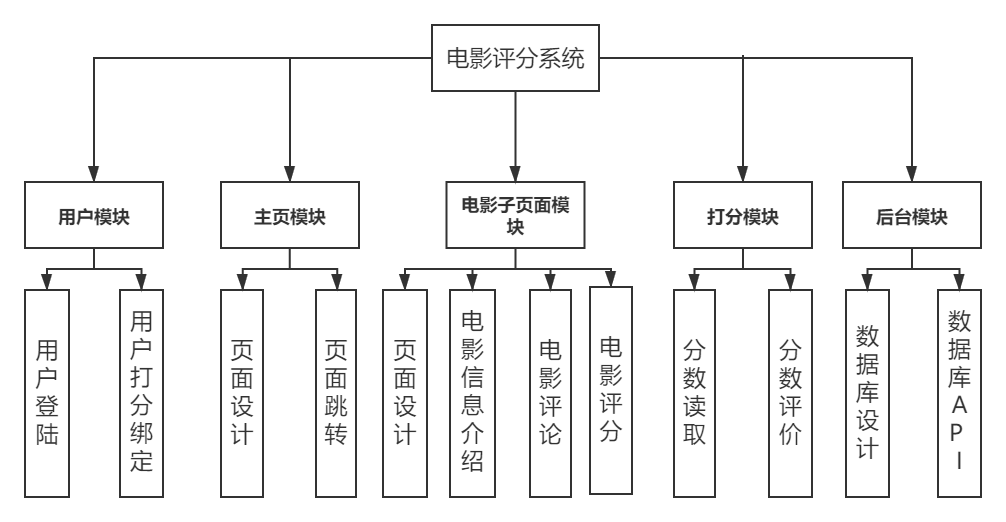 电影评分系统
用户模块
主页模块
电影子页面模
块
打分模块
后台模块
用户登陆
用户打分绑定
页面设计
页面跳转
页面设计
电影信息介绍
电影评论
电影评分
分数读取
分数评价
数据库设计
数据库API